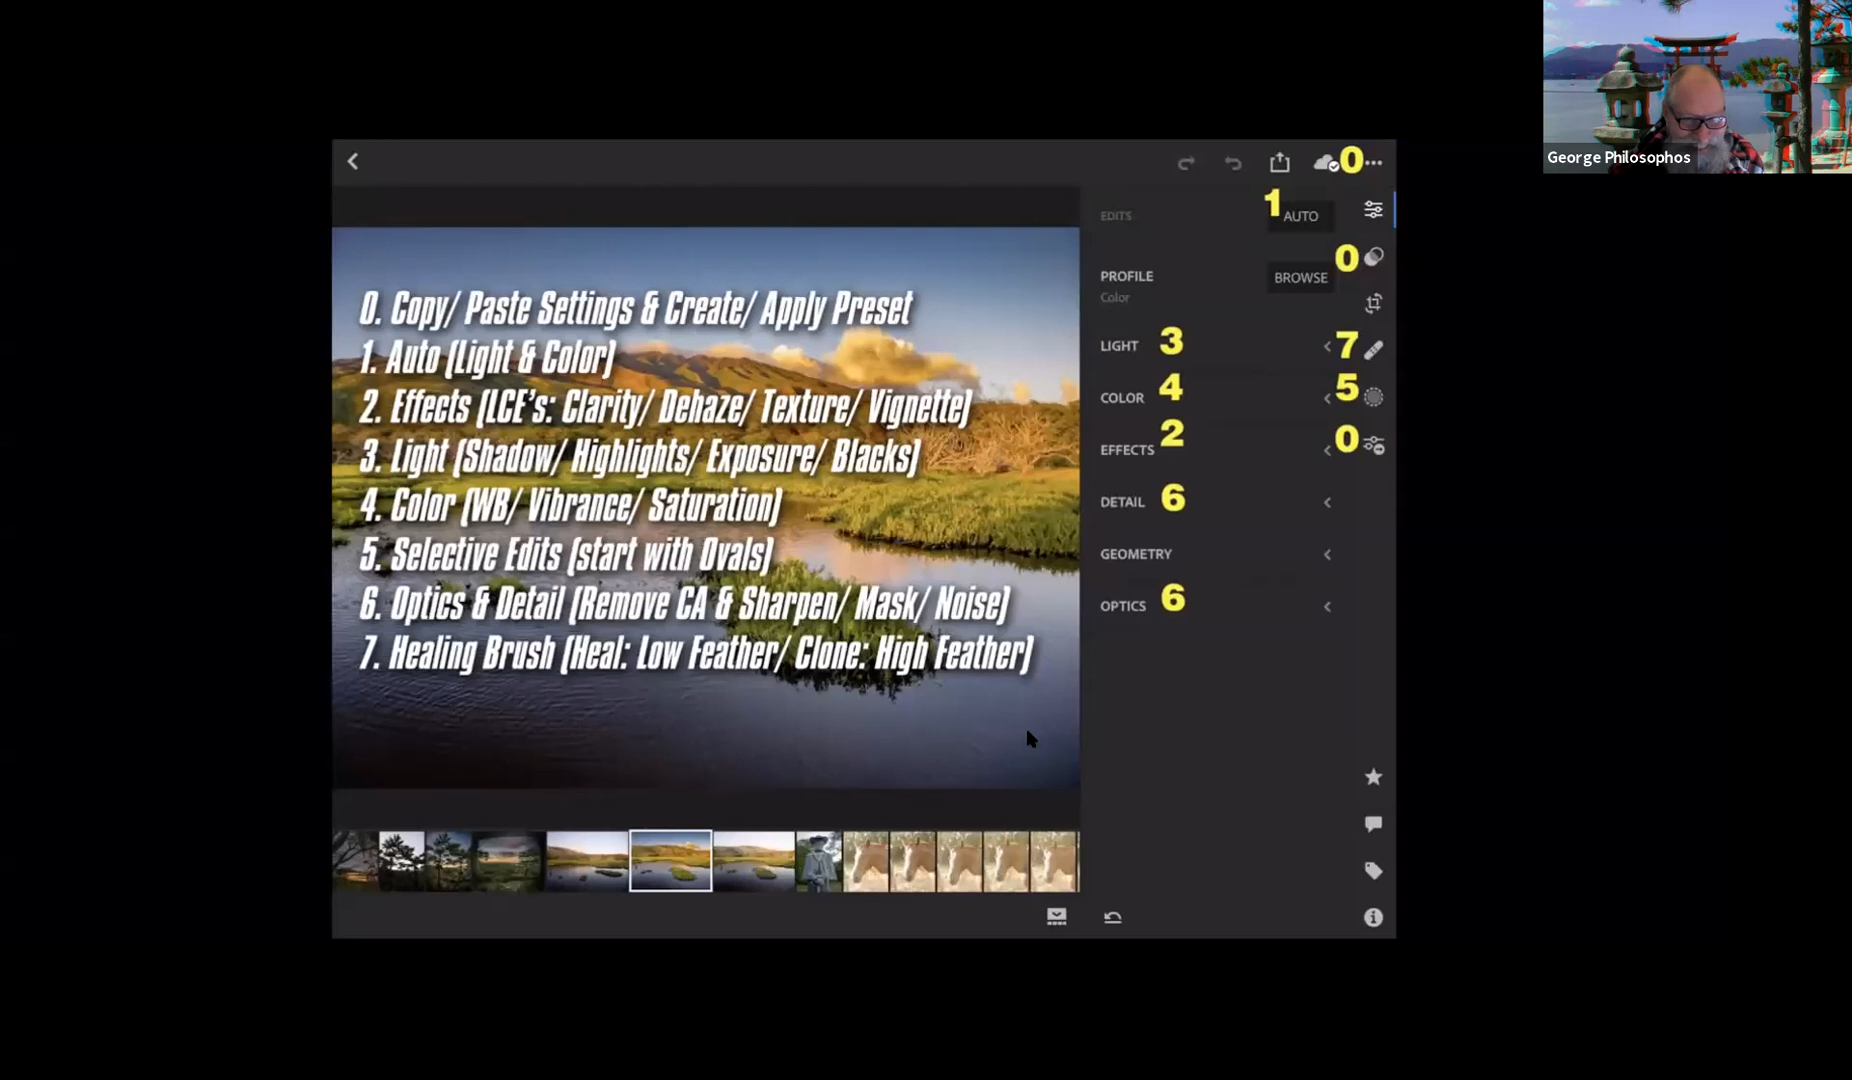 George Philosophos
0
1
EDITS
AUTO
0
PROFILE
BROWSE
Color
0. Copy/ Paste Settings & Create/ Apply Preset
1. Auto (Light & Color)
2. Effects (LCE's: Clarity/ Dehaze/ Texture/ Vignette)
3. Light (Shadow/ Highlights/ Exposure/ Blacks)
4. Color (WB/ Vibrance/ Saturation)
5. Selective Edits (start with Ovals)
6. Optics & Detail (Remove CA & Sharpen/ Mask/ Noise)
7. Healing Brush (Heal: Low Feather/ Clone: High Feather)
LIGHT 3 7
COLOR 4 5
EFFECTS 2 0
DETAIL 6
GEOMETRY
OPTICS 6